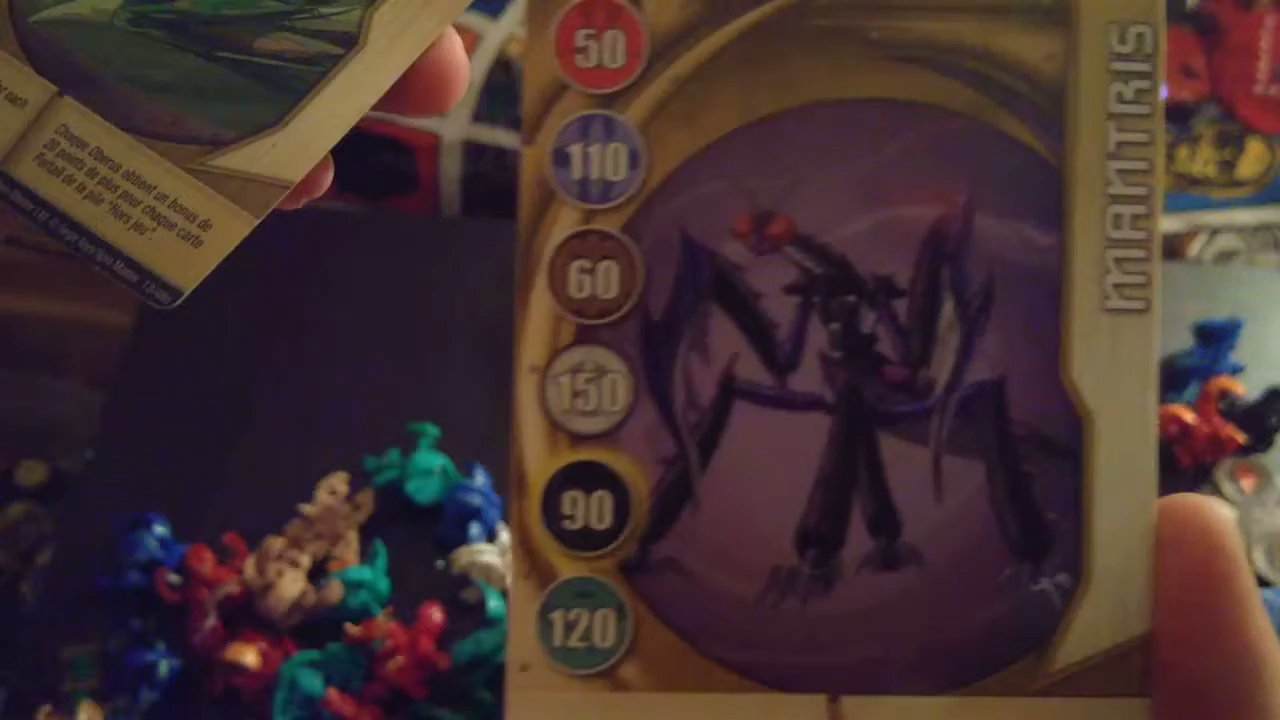 Chaque Oberus obtient un bonus de
20 points de plus pour chaque carte
Portail de la pile "Hors jeu".
50
110
60
150
90
120
MANTRIS